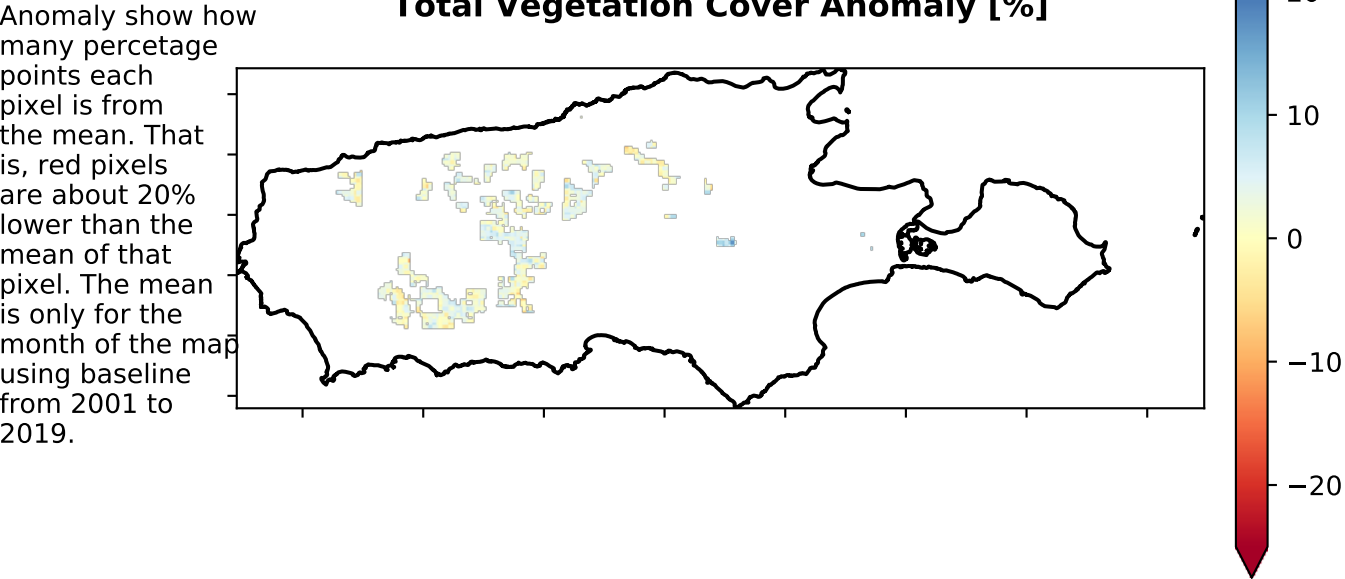 Anomaly show how
many percetage
points each
pixel is from
the mean. That
is, red pixels
are about 20%
lower than the
mean of that
pixel. The mean
is only for the
month of the map
using baseline
from 2001 to
2019.
Total Vegetation Cover Anomaly [%]
10
0
−10
−20